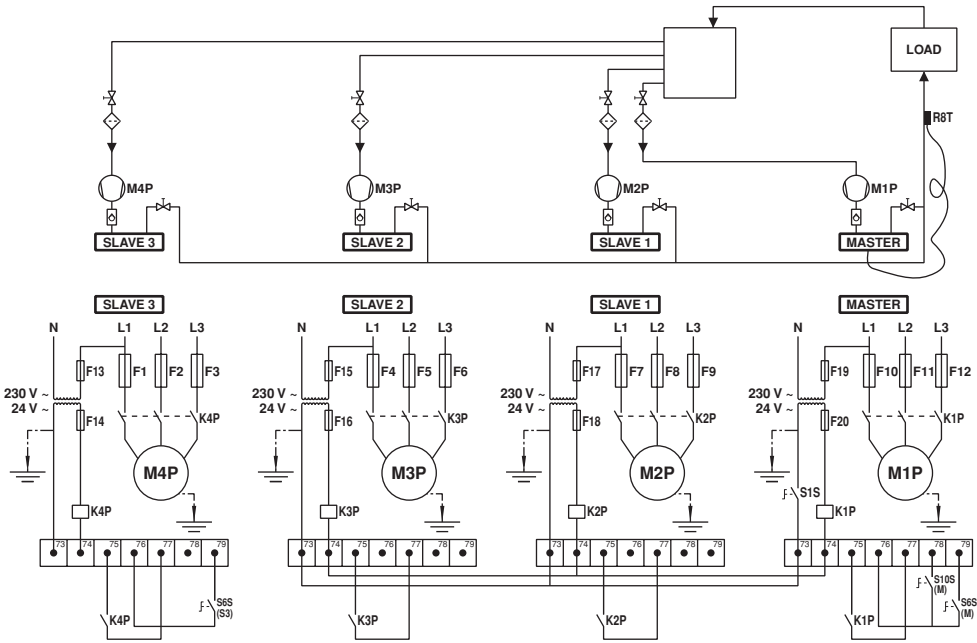 LOAD
R8T
M4P M3P M2P M1P
SLAVE 3 SLAVE 2 SLAVE 1 MASTER
SLAVE 3 SLAVE 2 SLAVE 1 MASTER
N L1 L2 L3 N L1 L2 L3 N L1 L2 L3 N L1 L2 L3
F13 F1 F2 F3 F15 F4 F5 F6 F17 F7 F8 F9 F19 F10 F11 F12
230 V ~ 230 V ~ 230 V ~ 230 V ~
24 V ~ 24 V ~ 24 V ~ 24 V ~
F14 K4P F16 K3P F18 K2P F20 K1P
M4P M3P M2P M1P
S1S
K4P K3P K2P K1P
73 74 75 76 77 78 79 73 74 75 76 77 78 79 73 74 75 76 77 78 79 73 74 75 76 77 78 79
S10S
(M)
S6S S6S
(S3) (M)
K4P K3P K2P K1P